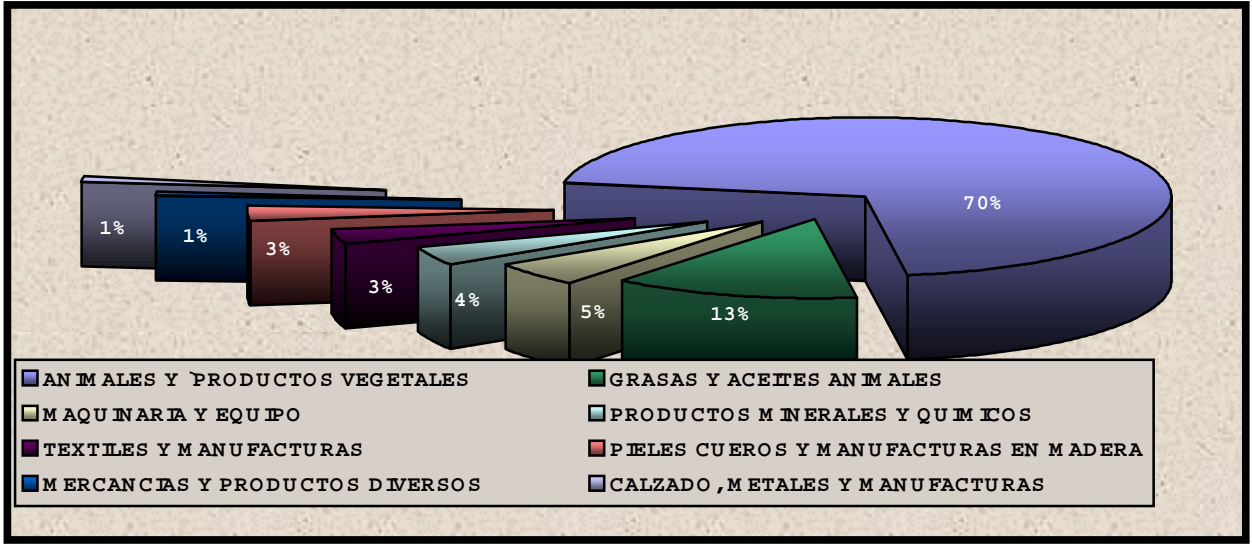 70%
1%
1%
3%
3%
4%
5%
13%
ANIMALES Y `PRODUCTOS VEGETALES
GRASAS Y ACEITES ANIMALES
MAQUINARIA Y EQUIPO
PRODUCTOS MINERALES Y QUIMICOS
TEXTILES Y MANUFACTURAS
PIELES CUEROS Y MANUFACTURAS EN MADERA
MERCANCIAS Y PRODUCTOS DIVERSOS
CALZADO, METALES Y MANUFACTURAS